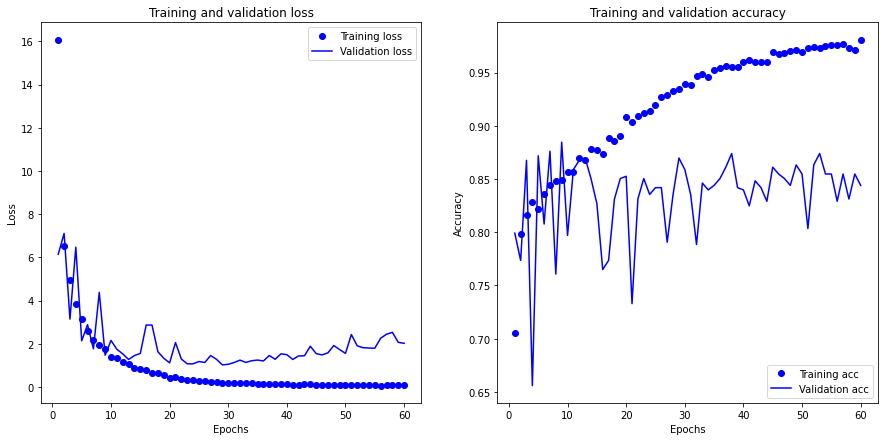 Training and validation loss
16
14
12
10
8
6
4
2
0
Loss
0 10 20 30 40 50 60
Epochs
Training loss
Validation loss
Training and validation accuracy
0.95
0.90
0.85
0.80
0.75
0.70
0.65
Accuracy
0 10 20 30 40 50 60
Epochs
Training acc
Validation acc